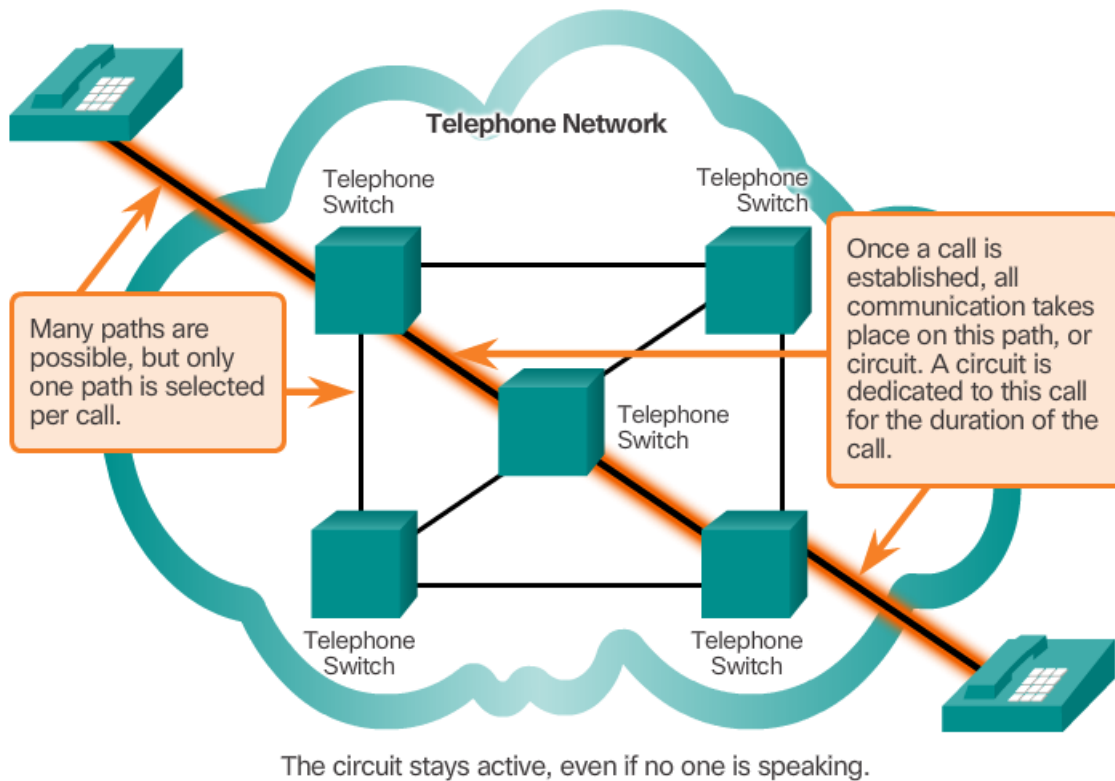 Telephone Network
Telephone
Switch
Telephone
Switch
Many paths are
possible, but only
one path is selected
per call.
Once a call is
established, all
communication takes
place on this path, or
circuit. A circuit is
dedicated to this call
for the duration of the
call.
Telephone
Switch
Telephone
Switch
Telephone
Switch
The circuit stays active, even if no one is speaking.